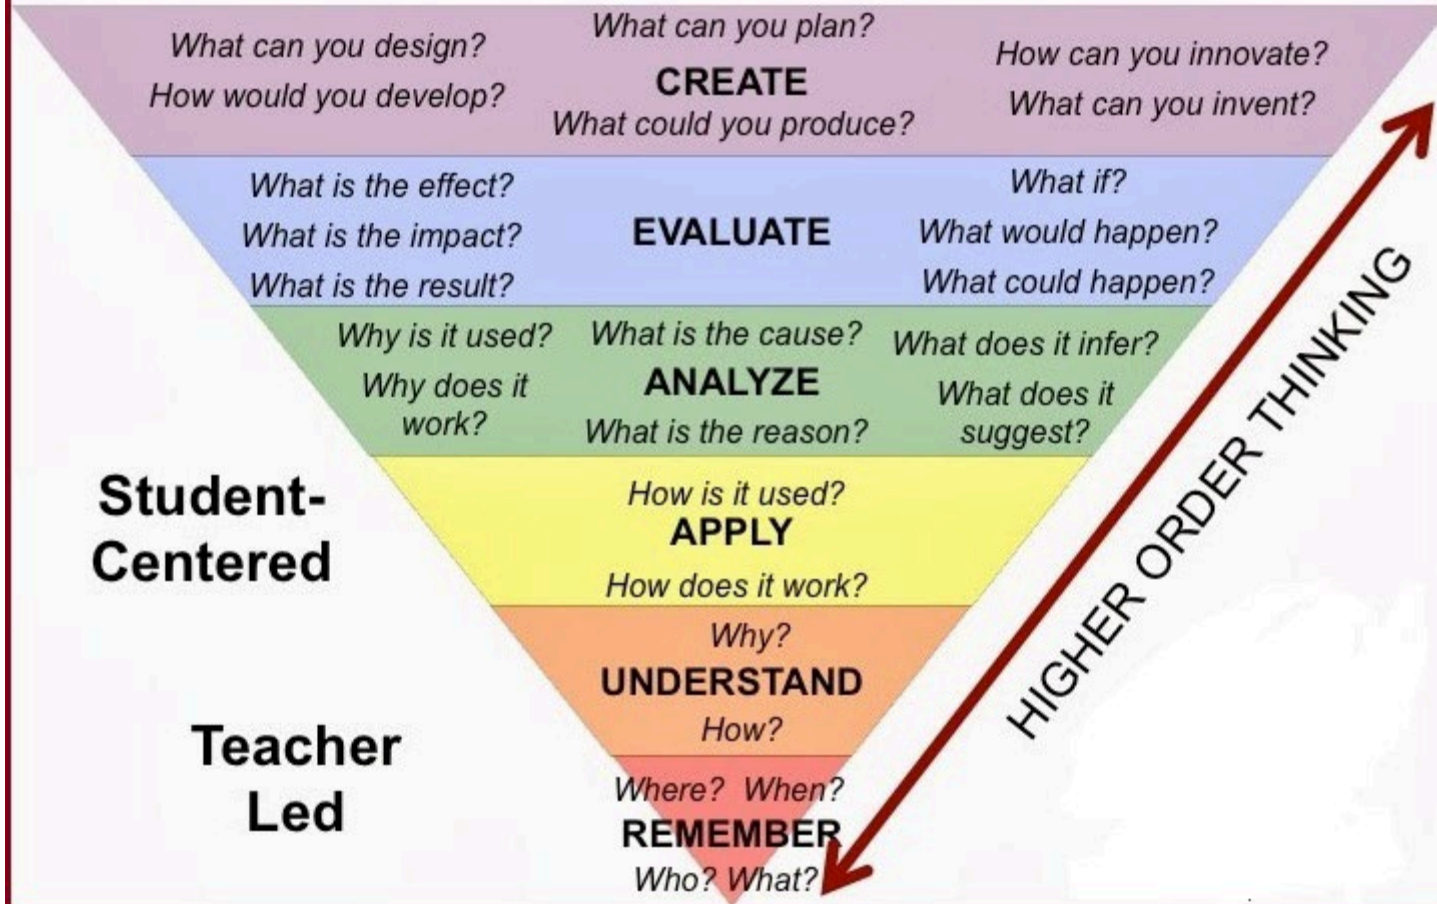 What can you plan?
What can you design?
How can you innovate?
CREATE
How would you develop?
What can you invent?
What could you produce?
What is the effect?
What if?
What is the impact?
EVALUATE
What would happen?
What is the result?
What could happen?
Why is it used?
What is the cause?
What does it infer?
Why does it
work?
ANALYZE
What is the reason?
What does it
suggest?
How is it used?
APPLY
How does it work?
Why?
UNDERSTAND
How?
Where? When?
REMEMBER
Who? What?
Student-
Centered
Teacher
Led
HIGHER ORDER THINKING